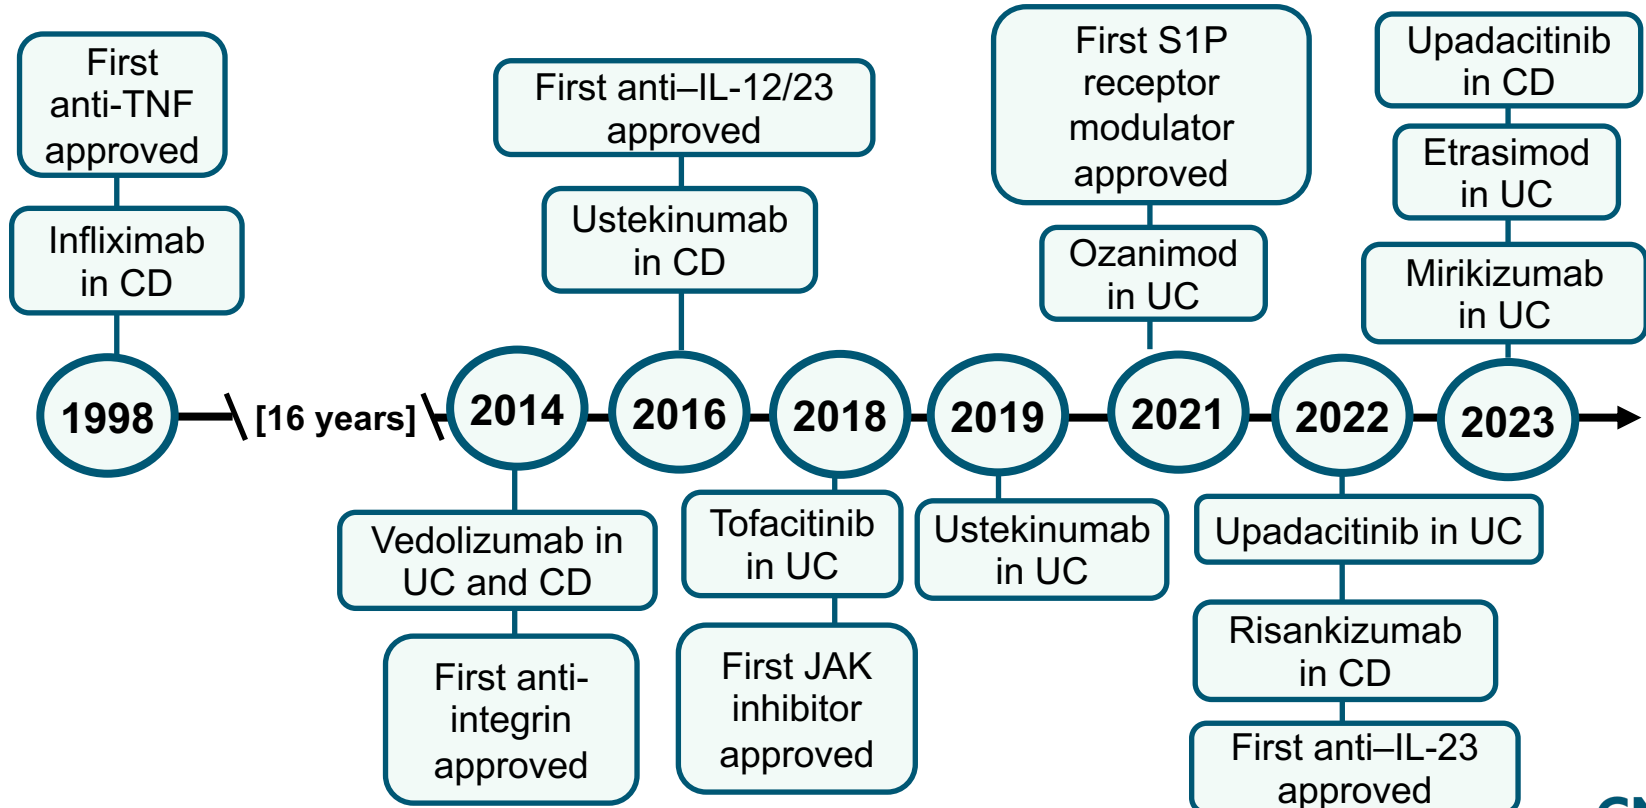 First
anti-TNF
approved
Infliximab
in CD
First anti–IL-12/23
approved
Ustekinumab
in CD
First S1P
receptor
modulator
approved
Ozanimod
in UC
Upadacitinib
in CD
Etrasimod
in UC
Mirikizumab
in UC
1998
[16 years]
2014
2016
2018
2019
2021
2022
2023
Vedolizumab in
UC and CD
First anti-
integrin
approved
Tofacitinib
in UC
First JAK
inhibitor
approved
Ustekinumab
in UC
Upadacitinib in UC
Risankizumab
in CD
First anti–IL-23
approved